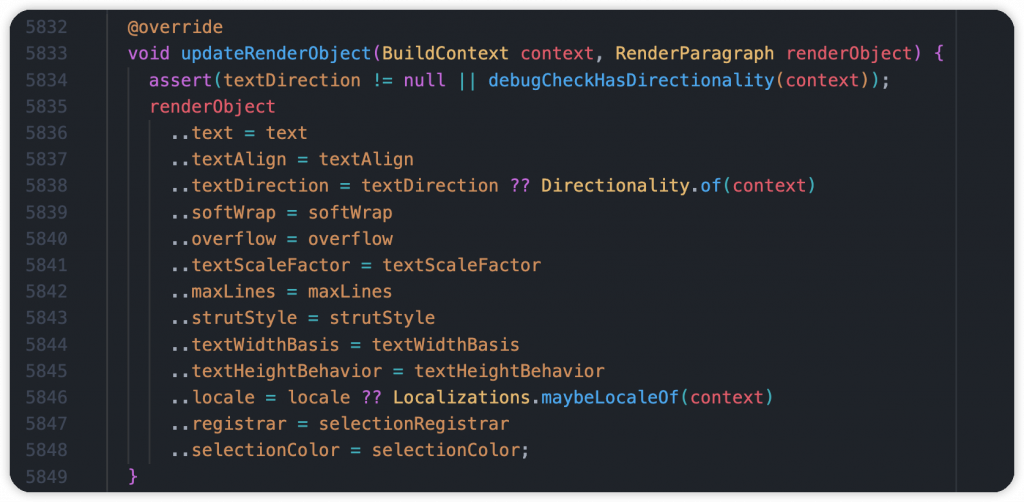 5832 @override
5833 void updateRenderObject(BuildContext context, RenderParagraph renderObject) {
5834 assert(textDirection != null || debugCheckHasDirectionality(context));
5835 renderObject
5836 ..text = text
5837 ..textAlign = textAlign
5838 ..textDirection = textDirection ?? Directionality.of(context)
5839 ..softWrap = softWrap
5840 ..overflow = overflow
5841 ..textScaleFactor = textScaleFactor
5842 ..maxLines = maxLines
5843 ..strutStyle = strutStyle
5844 ..textWidthBasis = textWidthBasis
5845 ..textHeightBehavior = textHeightBehavior
5846 ..locale = locale ?? Localizations.maybeLocaleOf(context)
5847 ..registrar = selectionRegistrar
5848 ..selectionColor = selectionColor;
5849 }